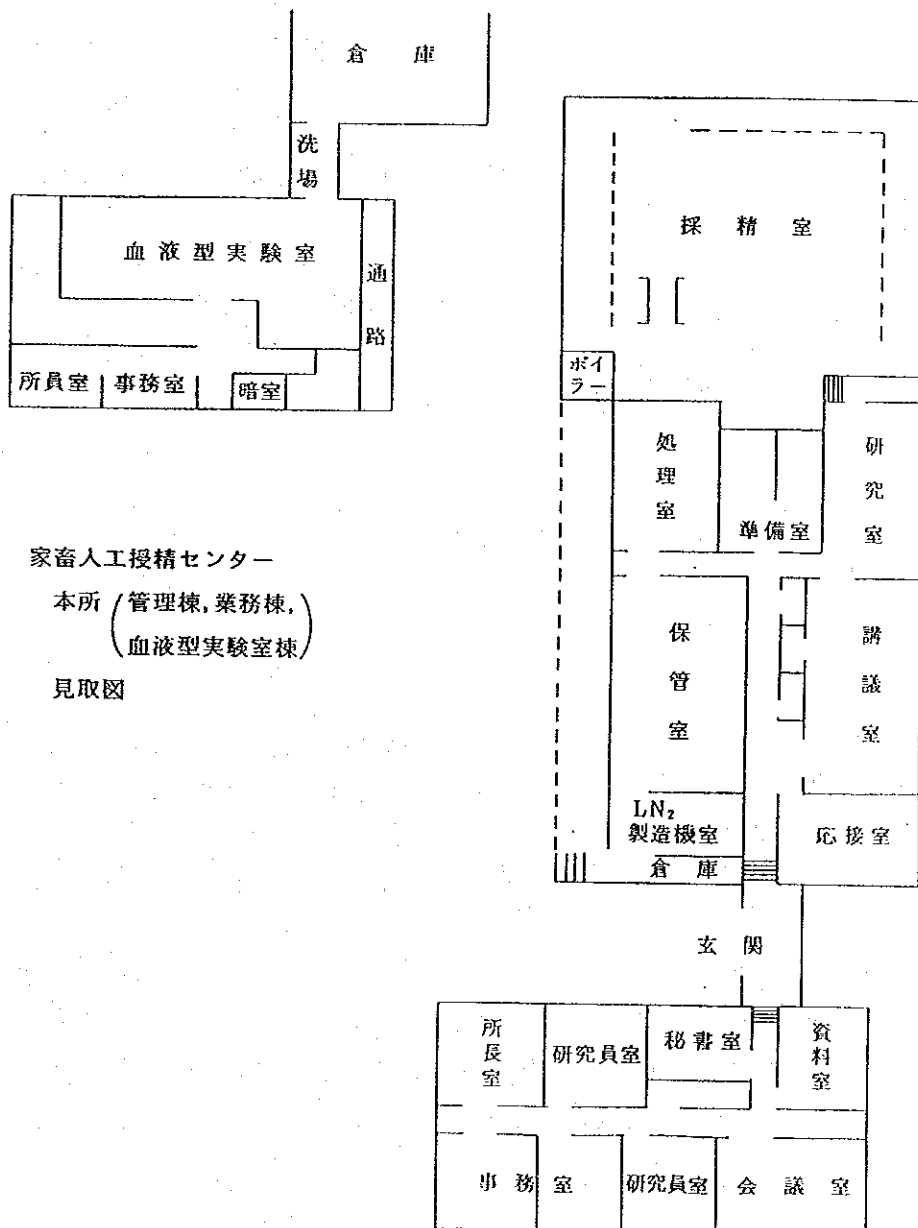 倉庫
洗場
血液型実験室
通路
所員室
事務室
暗室
採精室
ボイラー
処理室
準備室
研究室
家畜人工授精センター
本所(管理棟,業務棟,
血液型実験室棟)
見取図
保管室
講議室
LN₂
製造機室
倉庫
応接室
玄関
所長室
研究員室
秘書室
資料室
事務室
研究員室
会議室